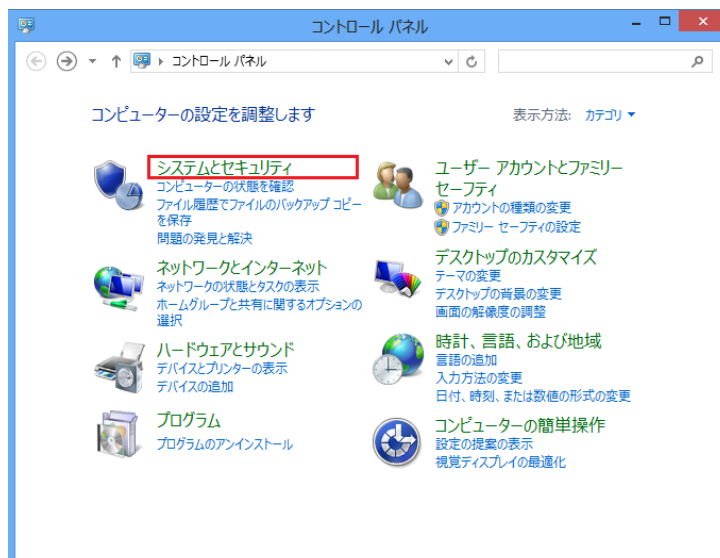 コントロール パネル
コントロール パネル
コンピューターの設定を調整します
表示方法: カテゴリ
システムとセキュリティ
コンピューターの状態を確認
ファイル履歴でファイルのバックアップ コピー
を保存
問題の発見と解決
ネットワークとインターネット
ネットワークの状態とタスクの表示
ホームグループと共有に関するオプションの
選択
ハードウェアとサウンド
デバイスとプリンターの表示
デバイスの追加
プログラム
プログラムのアンインストール
ユーザー アカウントとファミリー
セーフティ
アカウントの種類の変更
ファミリー セーフティの設定
デスクトップのカスタマイズ
テーマの変更
デスクトップの背景の変更
画面の解像度の調整
時計、言語、および地域
言語の追加
入力方法の変更
日付、時刻、または数値の形式の変更
コンピューターの簡単操作
設定の提案の表示
視覚ディスプレイの最適化